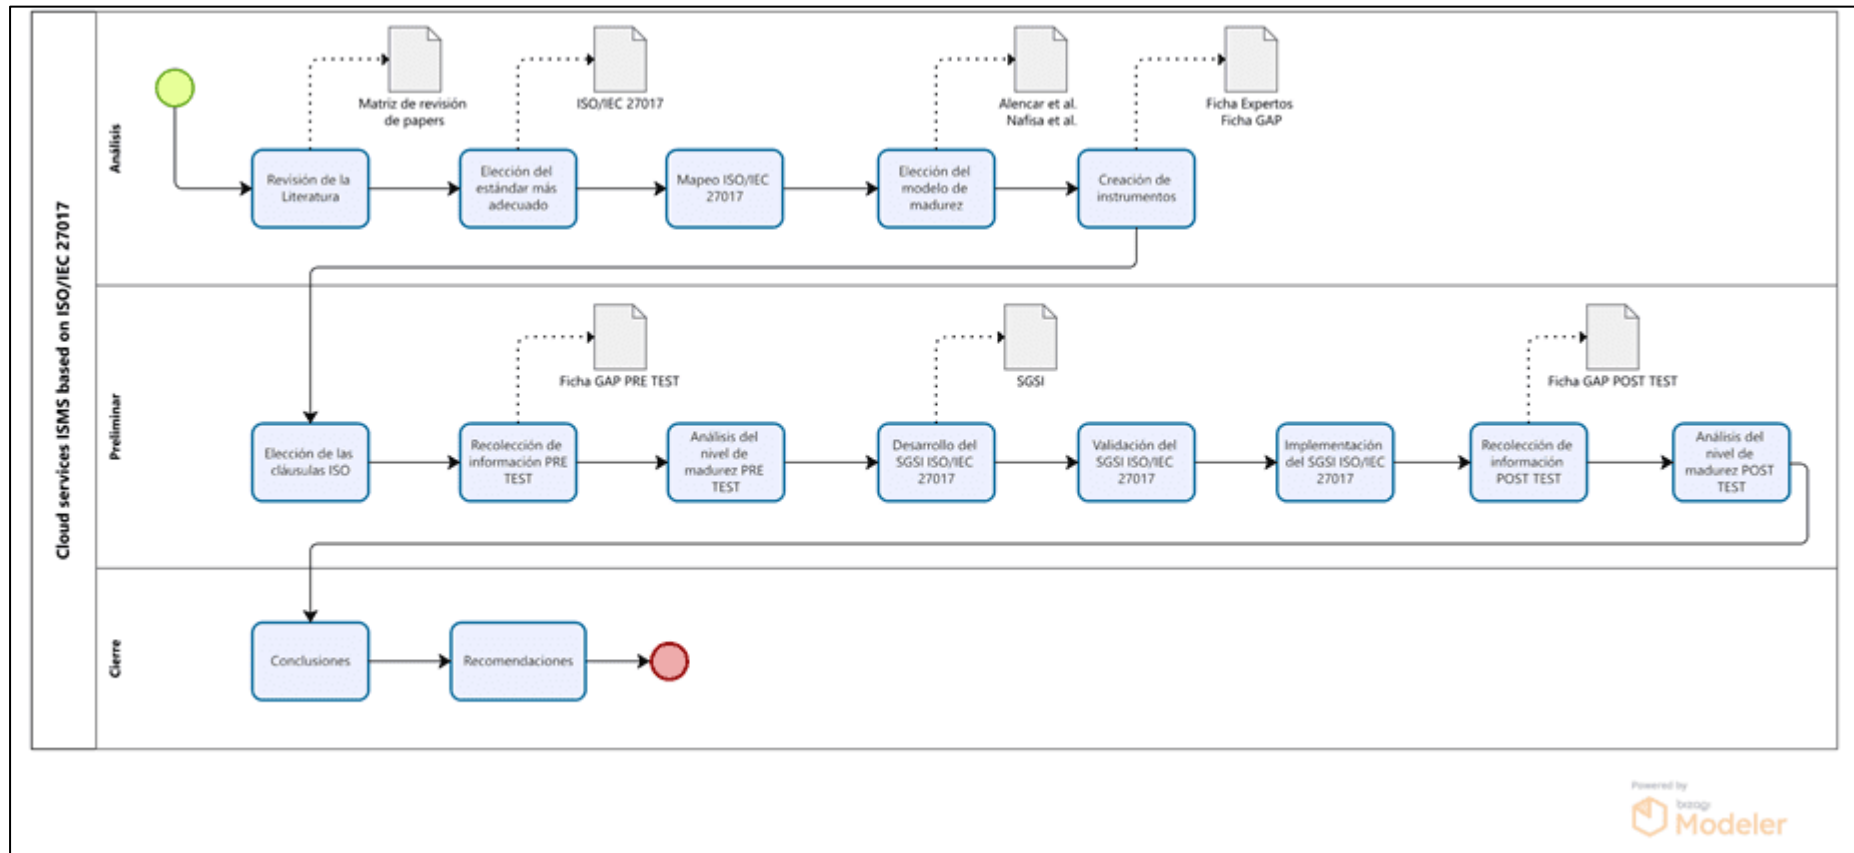 Cloud services ISMS based on ISO/IEC 27017
Análisis
Matriz de revisión
de papers
ISO/IEC 27017
Alencar et al.
Nafisa et al.
Ficha Expertos
Ficha GAP
Revisión de la
Literatura
Elección del
estándar más
adecuado
Mapeo ISO/IEC
27017
Elección del
modelo de
madurez
Creación de
instrumentos
Preliminar
Ficha GAP PRE TEST
SGSI
Ficha GAP POST TEST
Elección de las
cláusulas ISO
Recolección de
información PRE
TEST
Análisis del
nivel de
madurez PRE
TEST
Desarrollo del
SGSI ISO/IEC
27017
Validación del
SGSI ISO/IEC
27017
Implementación
del SGSI ISO/IEC
27017
Recolección de
información
POST TEST
Análisis del
nivel de
madurez POST
TEST
Cierre
Conclusiones
Recomendaciones
Powered by
bizagi
Modeler